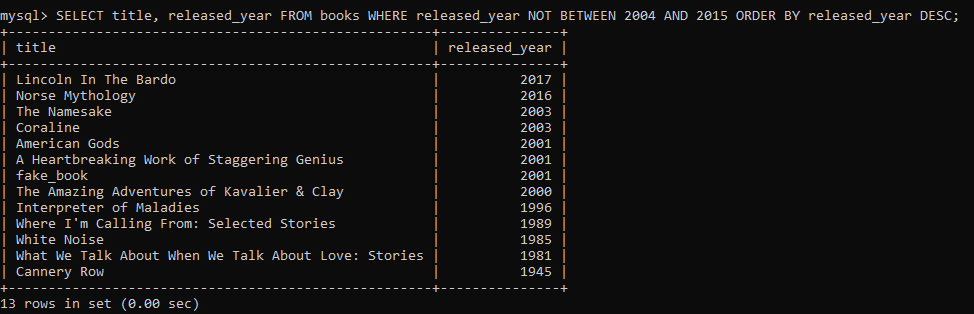 mysql> SELECT title, released_year FROM books WHERE released_year NOT BETWEEN 2004 AND 2015 ORDER BY released_year DESC;
+-----------------------------------------------------+---------------+
| title                                               | released_year |
+-----------------------------------------------------+---------------+
| Lincoln In The Bardo                                |          2017 |
| Norse Mythology                                     |          2016 |
| The Namesake                                        |          2003 |
| Coraline                                            |          2003 |
| American Gods                                       |          2001 |
| A Heartbreaking Work of Staggering Genius           |          2001 |
| fake_book                                           |          2001 |
| The Amazing Adventures of Kavalier & Clay           |          2000 |
| Interpreter of Maladies                             |          1996 |
| Where I'm Calling From: Selected Stories            |          1989 |
| White Noise                                         |          1985 |
| What We Talk About When We Talk About Love: Stories |          1981 |
| Cannery Row                                         |          1945 |
+-----------------------------------------------------+---------------+
13 rows in set (0.00 sec)